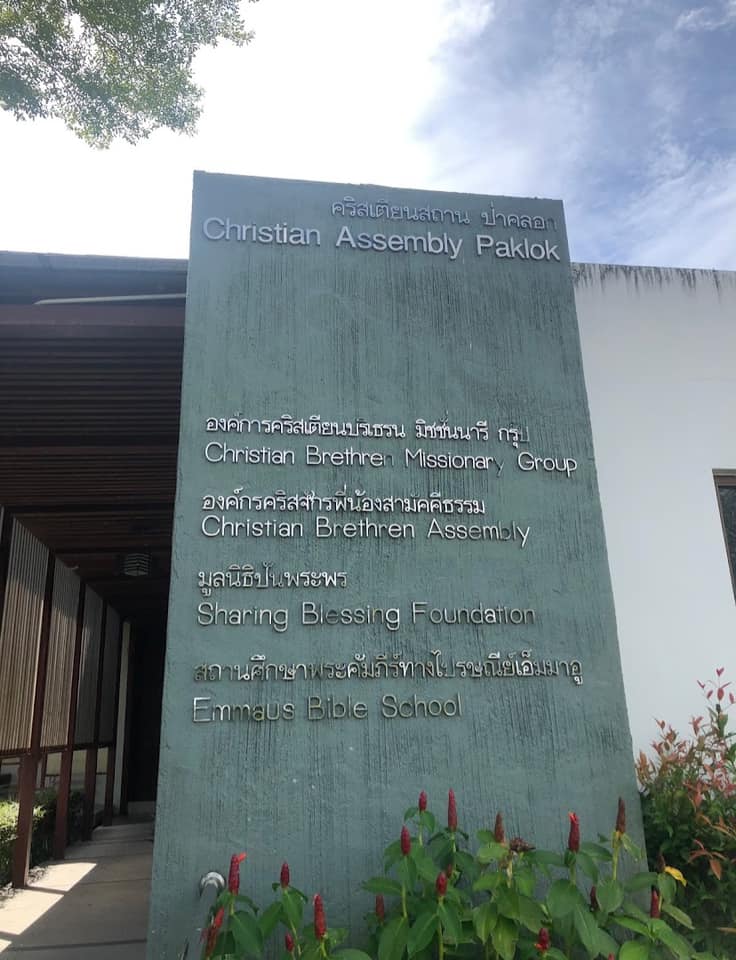 คริสเตียนสถาน ป่าคลอก
Christian Assembly Paklok
องค์การคริสเตียนบริเธรน มิชชั่นนารี กรุป
Christian Brethren Missionary Group
องค์กรคริสจักรพี่น้องสามัคคีธรรม
Christian Brethren Assembly
มูลนิธิปันพระพร
Sharing Blessing Foundation
สถานศึกษาพระคัมภีร์ทางไปรษณีย์เอ็มมาอู
Emmaus Bible School